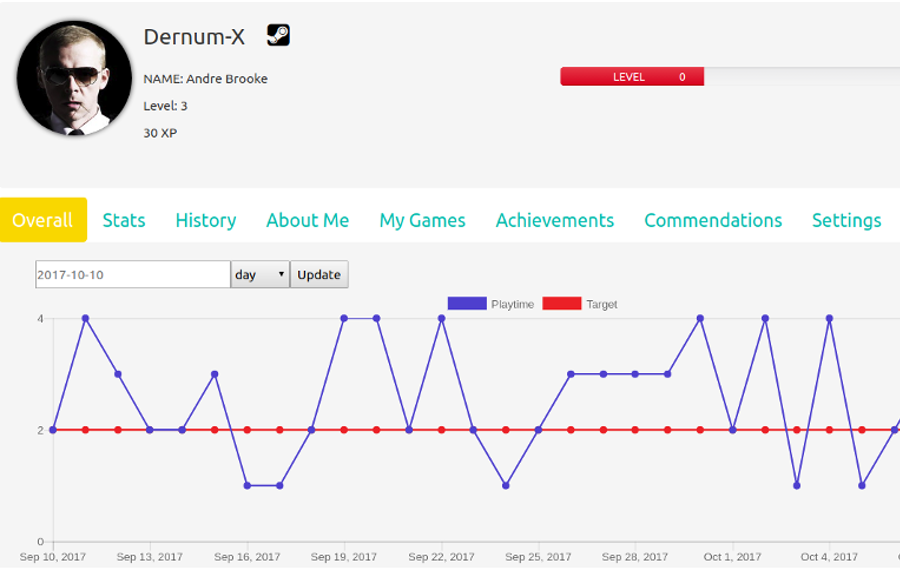 Dernum-X
NAME: Andre Brooke
Level: 3
30 XP
LEVEL 0
Overall Stats History About Me My Games Achievements Commendations Settings
2017-10-10 day Update
Playtime Target
4
2
0
Sep 10, 2017 Sep 13, 2017 Sep 16, 2017 Sep 19, 2017 Sep 22, 2017 Sep 25, 2017 Sep 28, 2017 Oct 1, 2017 Oct 4, 2017